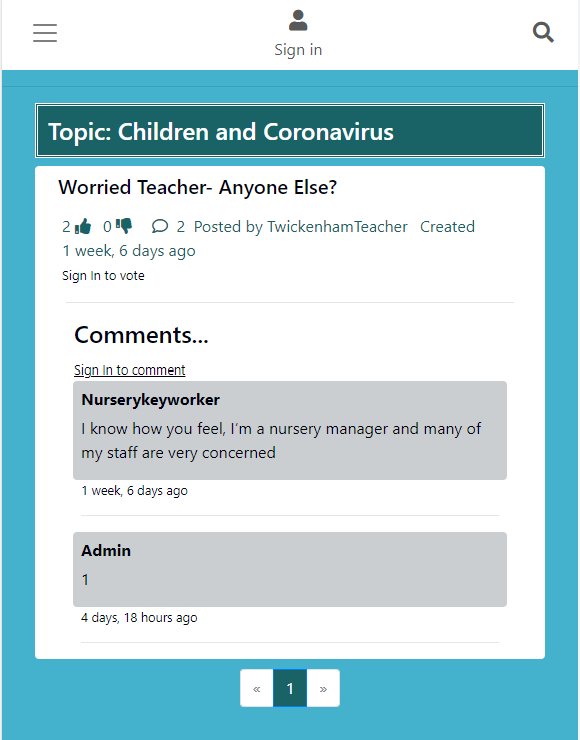 Sign in
Topic: Children and Coronavirus
Worried Teacher- Anyone Else?
2 0 2 Posted by TwickenhamTeacher Created
1 week, 6 days ago
Sign In to vote
Comments...
Sign In to comment
Nurserykeyworker
I know how you feel, I'm a nursery manager and many of
my staff are very concerned
1 week, 6 days ago
Admin
1
4 days, 18 hours ago
« 1 »